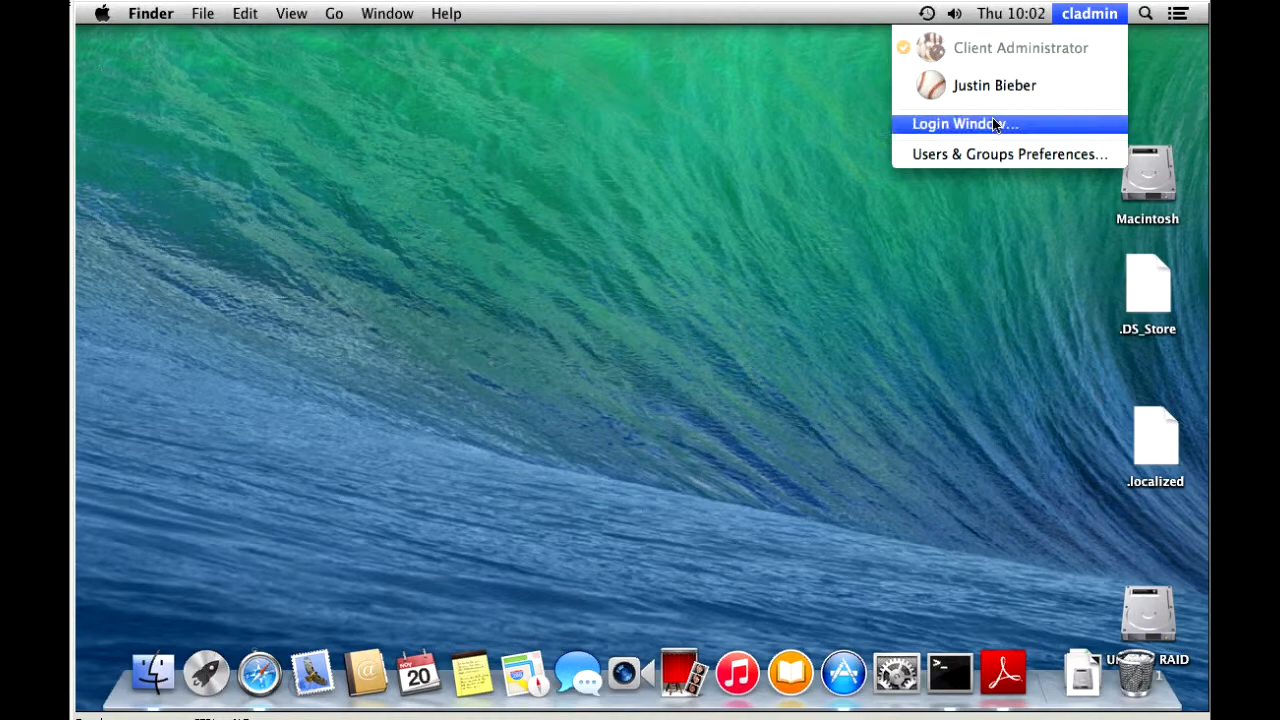 Finder File Edit View Go Window Help Thu 10:02 cladmin
Client Administrator
Justin Bieber
Login Window...
Users & Groups Preferences...
Macintosh
.DS_Store
.localized
RAID
NOV
20